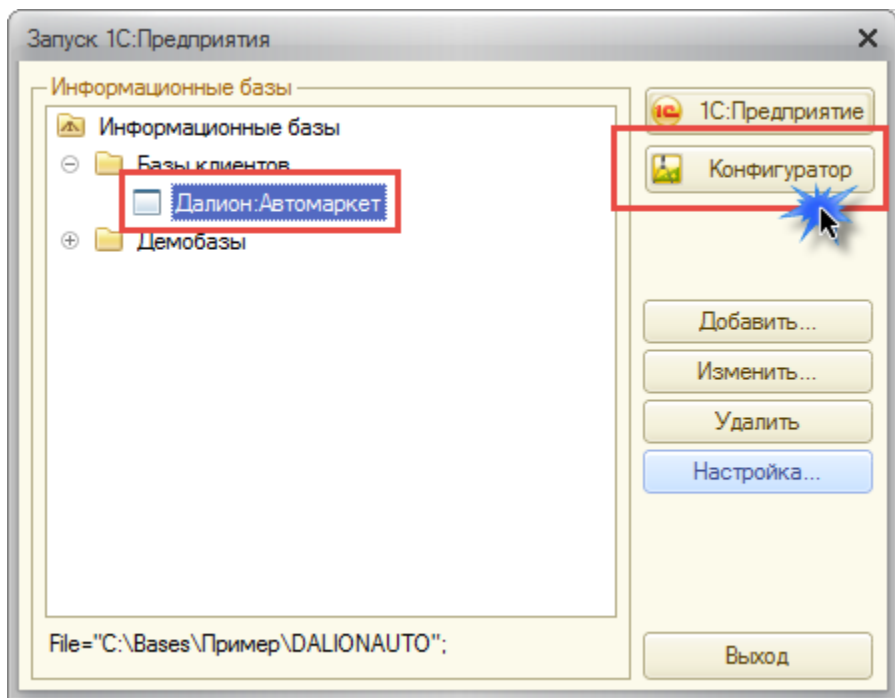 Запуск 1С:Предприятия
Информационные базы
Информационные базы
Базы клиентов
Далион:Автомаркет
Демобазы
File="C:\Bases\Пример\DALIONAUTO";
1С:Предприятие
Конфигуратор
Добавить...
Изменить...
Удалить
Настройка...
Выход